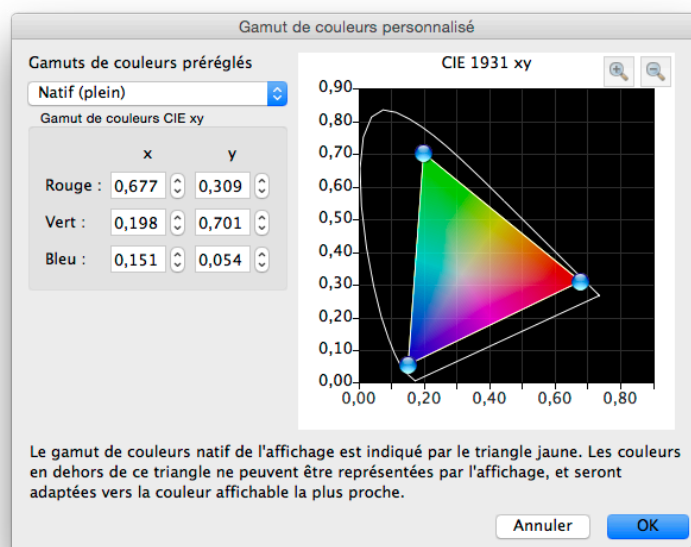 Gamut de couleurs personnalisé
Gamuts de couleurs préréglés
Natif (plein)
Gamut de couleurs CIE xy
x y
Rouge : 0,677 0,309
Vert : 0,198 0,701
Bleu : 0,151 0,054
CIE 1931 xy
0,90
0,80
0,70
0,60
0,50
0,40
0,30
0,20
0,10
0,00
0,00 0,20 0,40 0,60 0,80
Le gamut de couleurs natif de l'affichage est indiqué par le triangle jaune. Les couleurs
en dehors de ce triangle ne peuvent être représentées par l'affichage, et seront
adaptées vers la couleur affichable la plus proche.
Annuler OK